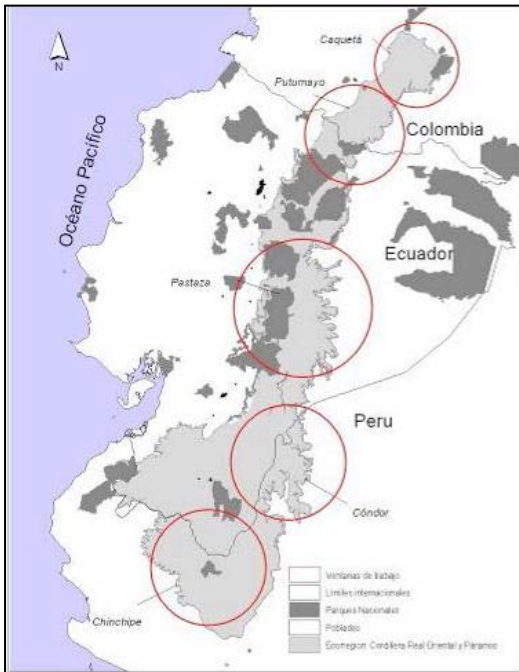 Caquetá
N
Putumayo
Colombia
Océano Pacífico
Ecuador
Pastaza
Peru
Cóndor
Ventanas de trabajo
Límites internacionales
Parques Nacionales
Poblados
Ecorregion Cordillera Real Oriental y Páramos
Chinchipe